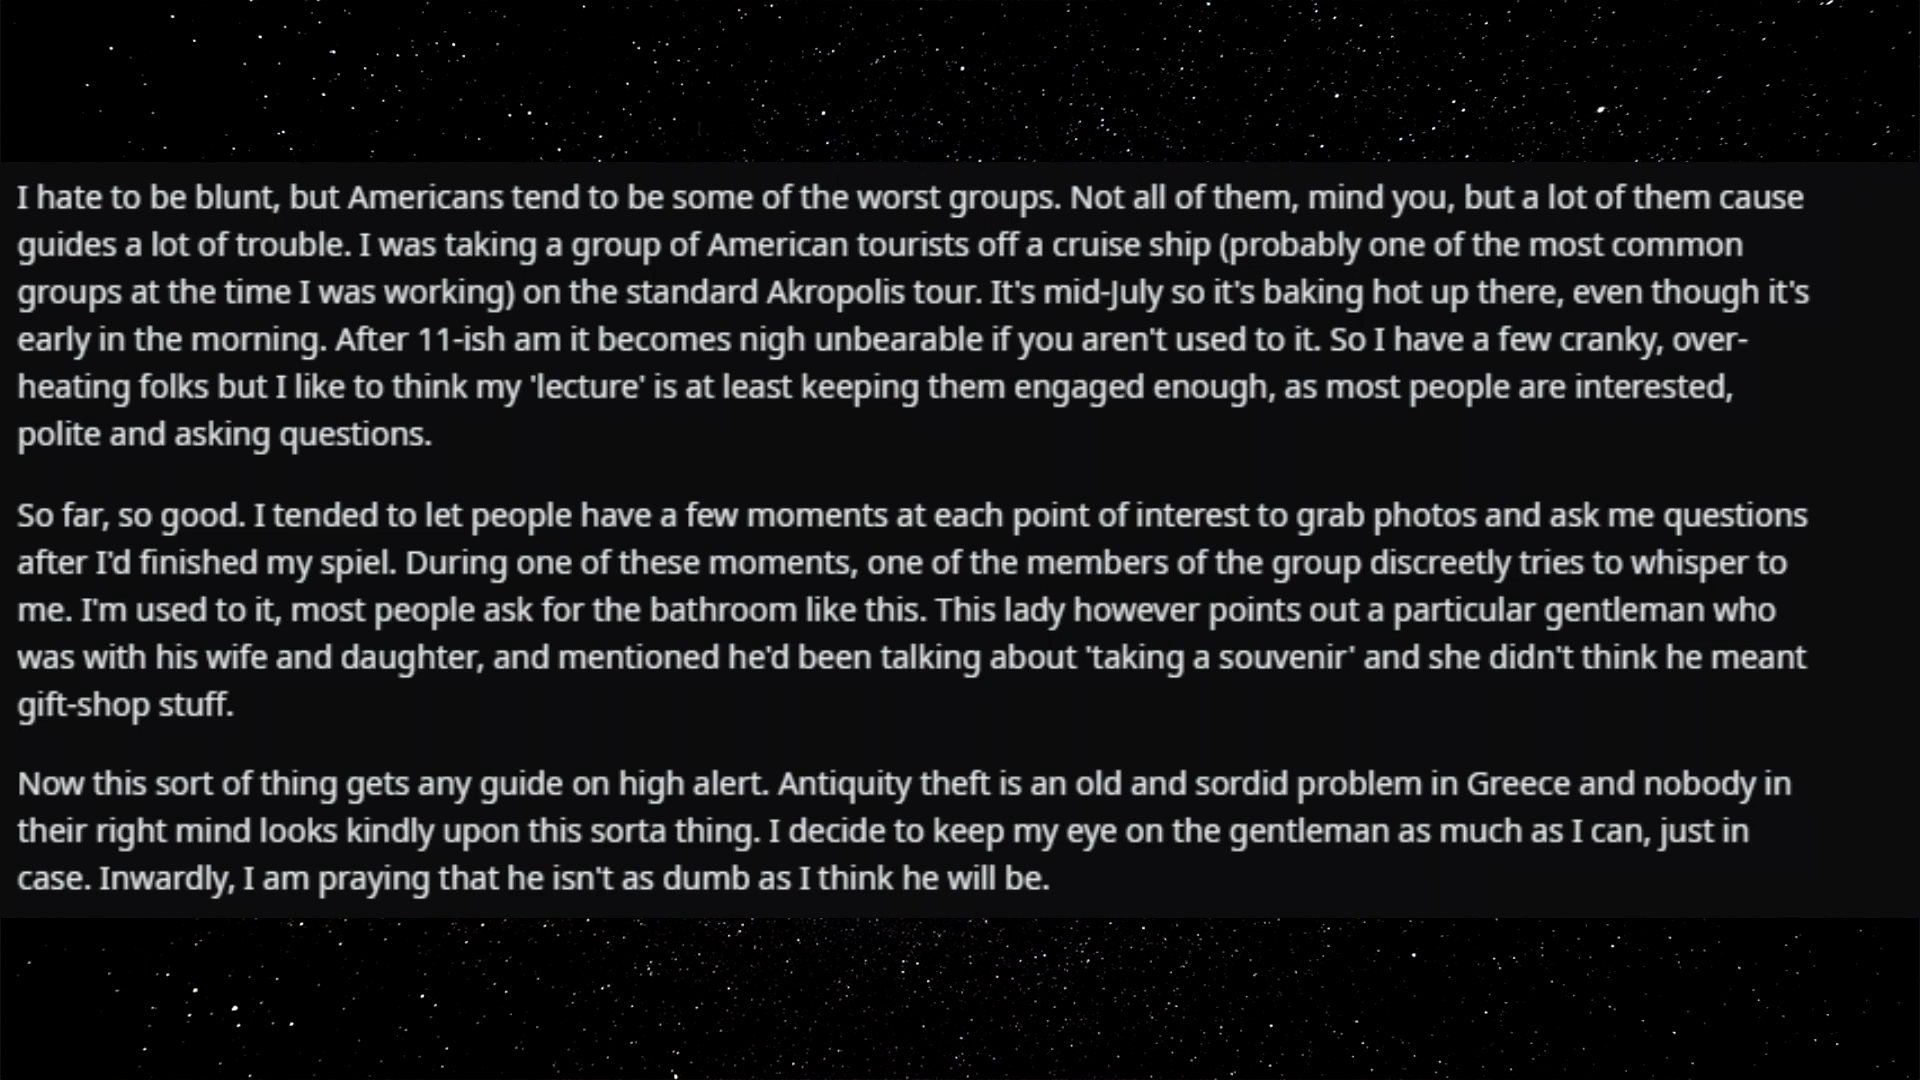 I hate to be blunt, but Americans tend to be some of the worst groups. Not all of them, mind you, but a lot of them cause
guides a lot of trouble. I was taking a group of American tourists off a cruise ship (probably one of the most common
groups at the time I was working) on the standard Akropolis tour. It's mid-July so it's baking hot up there, even though it's
early in the morning. After 11-ish am it becomes nigh unbearable if you aren't used to it. So I have a few cranky, over-
heating folks but I like to think my 'lecture' is at least keeping them engaged enough, as most people are interested,
polite and asking questions.
So far, so good. I tended to let people have a few moments at each point of interest to grab photos and ask me questions
after I'd finished my spiel. During one of these moments, one of the members of the group discreetly tries to whisper to
me. I'm used to it, most people ask for the bathroom like this. This lady however points out a particular gentleman who
was with his wife and daughter, and mentioned he'd been talking about 'taking a souvenir' and she didn't think he meant
gift-shop stuff.
Now this sort of thing gets any guide on high alert. Antiquity theft is an old and sordid problem in Greece and nobody in
their right mind looks kindly upon this sorta thing. I decide to keep my eye on the gentleman as much as I can, just in
case. Inwardly, I am praying that he isn't as dumb as I think he will be.